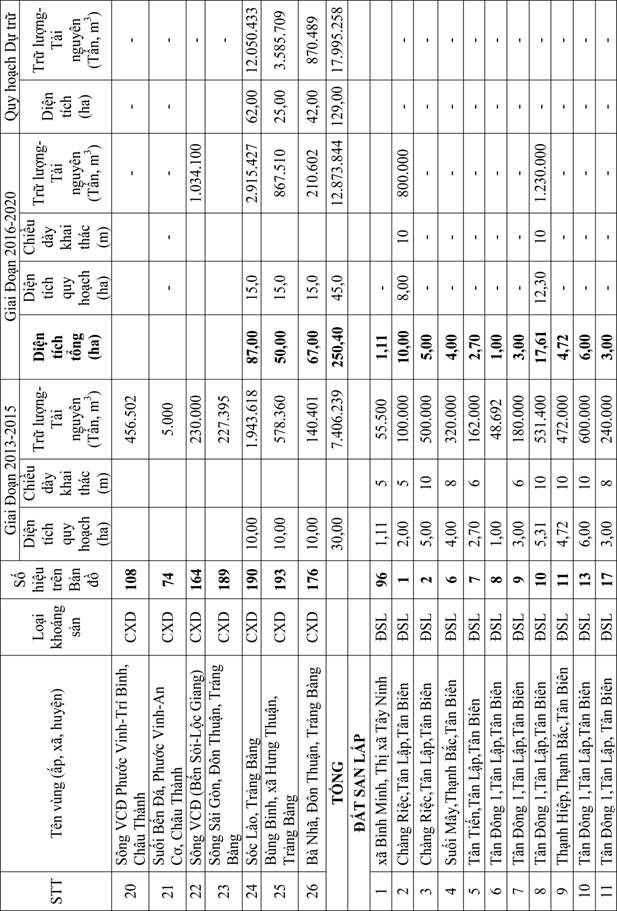 STT | Tên vùng (ấp, xã, huyện) | Loại khoáng sản | Số hiệu trên Bản đồ | Giai Đoạn 2013-2015 | Diện tích tổng (ha) | Giai Đoạn 2016-2020 | Quy hoạch Dự trữ
Diện tích quy hoạch (ha) | Chiều dày khai thác (m) | Trữ lượng-Tài nguyên (Tấn, m³) | Diện tích quy hoạch (ha) | Chiều dày khai thác (m) | Trữ lượng-Tài nguyên (Tấn, m³) | Diện tích (ha) | Trữ lượng-Tài nguyên (Tấn, m³)
20 | Sông VCĐ Phước Vinh-Trí Bình, Châu Thành | CXD | 108 | | | 456.502 | | | | - | - | -
21 | Suối Bến Đá, Phước Vinh-An Cơ, Châu Thành | CXD | 74 | | | 5.000 | | - | - | - | - | -
22 | Sông VCĐ (Bến Sỏi-Lộc Giang) | CXD | 164 | | | 230.000 | | | | 1.034.100 | |
23 | Sông Sài Gòn, Đôn Thuận, Trảng Bàng | CXD | 189 | | | 227.395 | | | | | - | -
24 | Sóc Lào, Trảng Bàng | CXD | 190 | 10,00 | | 1.943.618 | 87,00 | 15,0 | | 2.915.427 | 62,00 | 12.050.433
25 | Bùng Binh, xã Hưng Thuận, Trảng Bàng | CXD | 193 | 10,00 | | 578.360 | 50,00 | 15,0 | | 867.510 | 25,00 | 3.585.709
26 | Bà Nhã, Đôn Thuận, Trảng Bàng | CXD | 176 | 10,00 | | 140.401 | 67,00 | 15,0 | | 210.602 | 42,00 | 870.489
TỔNG | | | 30,00 | | 7.406.239 | 250,40 | 45,0 | | 12.873.844 | 129,00 | 17.995.258
ĐẤT SAN LẤP
1 | xã Bình Minh, Thị xã Tây Ninh | ĐSL | 96 | 1,11 | 5 | 55.500 | 1,11 | - | - | - | - | -
2 | Chàng Riệc,Tân Lập,Tân Biên | ĐSL | 1 | 2,00 | 5 | 100.000 | 10,00 | 8,00 | 10 | 800.000 | - | -
3 | Chàng Riệc,Tân Lập,Tân Biên | ĐSL | 2 | 5,00 | 10 | 500.000 | 5,00 | - | - | - | - | -
4 | Suối Mây,Thạnh Bắc,Tân Biên | ĐSL | 6 | 4,00 | 8 | 320.000 | 4,00 | - | - | - | - | -
5 | Tân Tiến,Tân Lập,Tân Biên | ĐSL | 7 | 2,70 | 6 | 162.000 | 2,70 | - | - | - | - | -
6 | Tân Đông 1,Tân Lập,Tân Biên | ĐSL | 8 | 1,00 | | 48.692 | 1,00 | - | - | - | - | -
7 | Tân Đông 1,Tân Lập,Tân Biên | ĐSL | 9 | 3,00 | 6 | 180.000 | 3,00 | - | - | - | - | -
8 | Tân Đông 1,Tân Lập,Tân Biên | ĐSL | 10 | 5,31 | 10 | 531.400 | 17,61 | 12,30 | 10 | 1.230.000 | - | -
9 | Thạnh Hiệp,Thạnh Bắc,Tân Biên | ĐSL | 11 | 4,72 | 10 | 472.000 | 4,72 | - | - | - | - | -
10 | Tân Đông 1,Tân Lập,Tân Biên | ĐSL | 13 | 6,00 | 10 | 600.000 | 6,00 | - | - | - | - | -
11 | Tân Đông 1,Tân Lập, Tân Biên | ĐSL | 17 | 3,00 | 8 | 240.000 | 3,00 | - | - | - | - | -